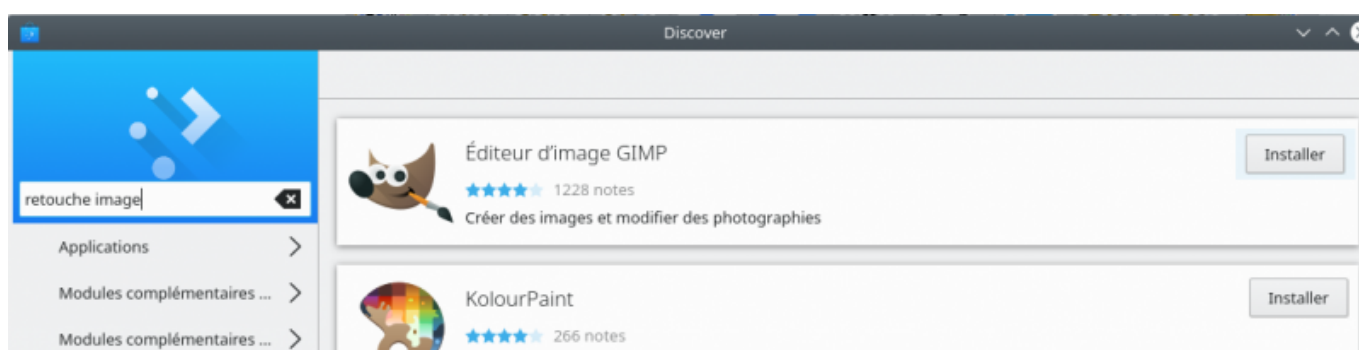 Discover
retouche image
Applications
Modules complémentaires ...
Modules complémentaires ...
Éditeur d'image GIMP
1228 notes
Créer des images et modifier des photographies
Installer
KolourPaint
266 notes
Installer